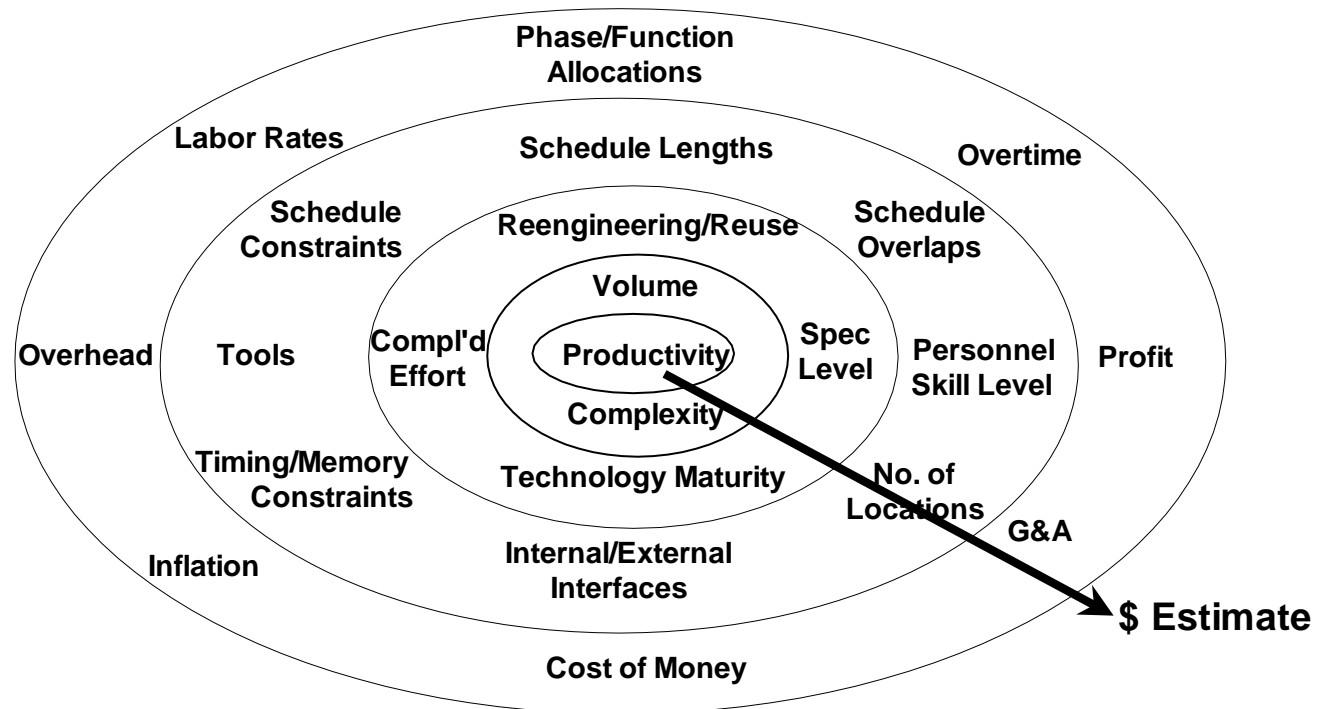 Phase/Function
Allocations
Labor Rates
Schedule Lengths
Overtime
Schedule
Constraints
Reengineering/Reuse
Schedule
Overlaps
Volume
Overhead
Tools
Compl'd
Effort
Productivity
Spec
Level
Personnel
Skill Level
Profit
Complexity
Timing/Memory
Constraints
Technology Maturity
No. of
Locations
G&A
Inflation
Internal/External
Interfaces
$ Estimate
Cost of Money